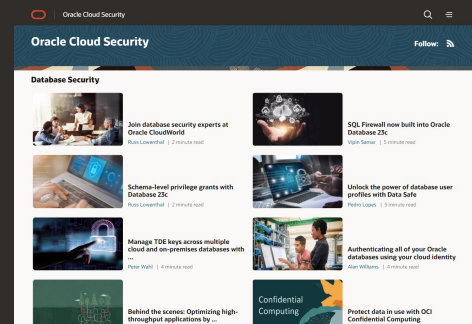 Oracle Cloud Security
Oracle Cloud Security
Follow:
Database Security
Join database security experts at
Oracle CloudWorld
Russ Lowenthal | 2 minute read
SQL Firewall now built into Oracle
Database 23c
Vipin Samar | 5 minute read
Schema-level privilege grants with
Database 23c
Russ Lowenthal | 2 minute read
Unlock the power of database user
profiles with Data Safe
Pedro Lopes | 5 minute read
Manage TDE keys across multiple
cloud and on-premises databases with
...
Peter Wahl | 4 minute read
Authenticating all of your Oracle
databases using your cloud identity
Alan Williams | 4 minute read
Behind the scenes: Optimizing high-
throughput applications by ...
Confidential
Computing
Protect data in use with OCI
Confidential Computing